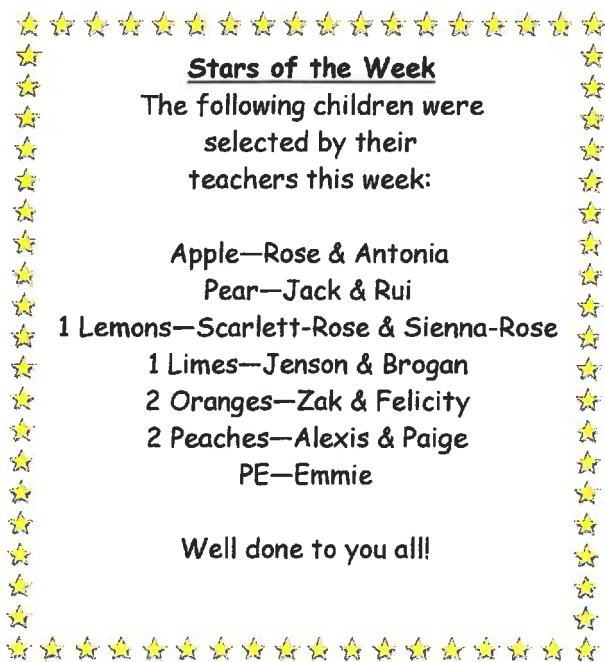 Stars of the Week
The following children were
selected by their
teachers this week:
Apple—Rose & Antonia
Pear—Jack & Rui
1 Lemons—Scarlett-Rose & Sienna-Rose
1 Limes—Jenson & Brogan
2 Oranges—Zak & Felicity
2 Peaches—Alexis & Paige
PE—Emmie
Well done to you all!